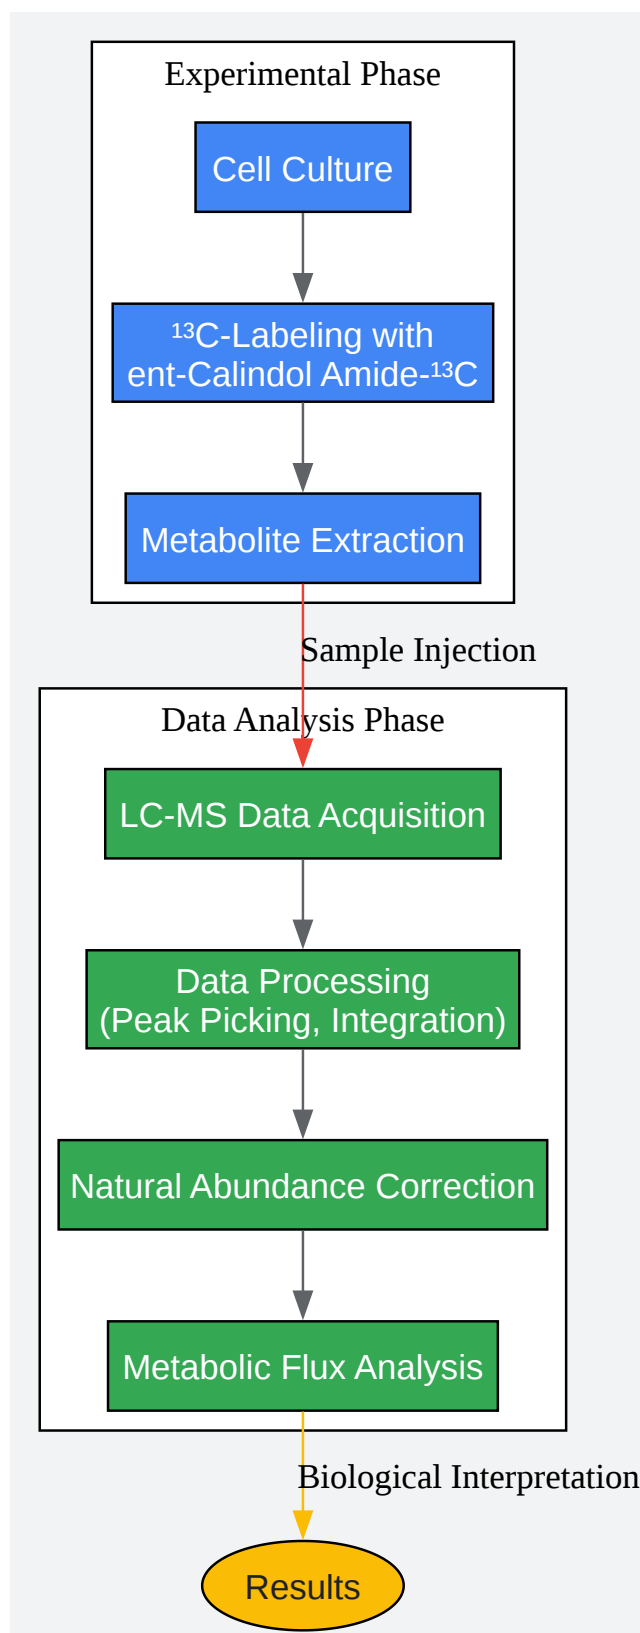 Experimental Phase
Cell Culture
¹³C-Labeling with
ent-Calindol Amide-¹³C
Metabolite Extraction
Sample Injection
Data Analysis Phase
LC-MS Data Acquisition
Data Processing
(Peak Picking, Integration)
Natural Abundance Correction
Metabolic Flux Analysis
Biological Interpretation
Results